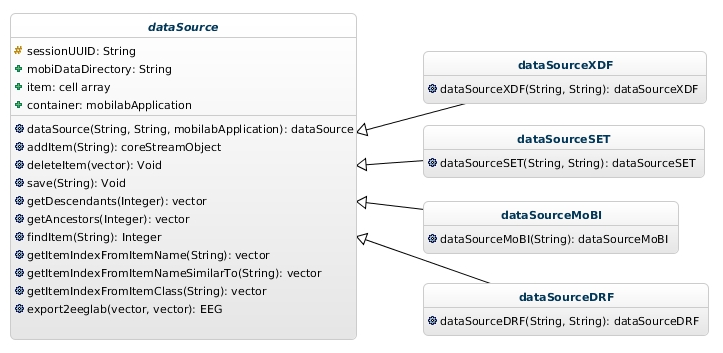 dataSource
# sessionUUID: String
mobiDataDirectory: String
item: cell array
container: mobilabApplication
dataSource(String, String, mobilabApplication): dataSource
addItem(String): coreStreamObject
deleteItem(vector): Void
save(String): Void
getDescendants(Integer): vector
getAncestors(Integer): vector
findItem(String): Integer
getItemIndexFromItemName(String): vector
getItemIndexFromItemNameSimilarTo(String): vector
getItemIndexFromItemClass(String): vector
export2eeglab(vector, vector): EEG
dataSourceXDF
dataSourceXDF(String, String): dataSourceXDF
dataSourceSET
dataSourceSET(String, String): dataSourceSET
dataSourceMoBI
dataSourceMoBI(String): dataSourceMoBI
dataSourceDRF
dataSourceDRF(String, String): dataSourceDRF